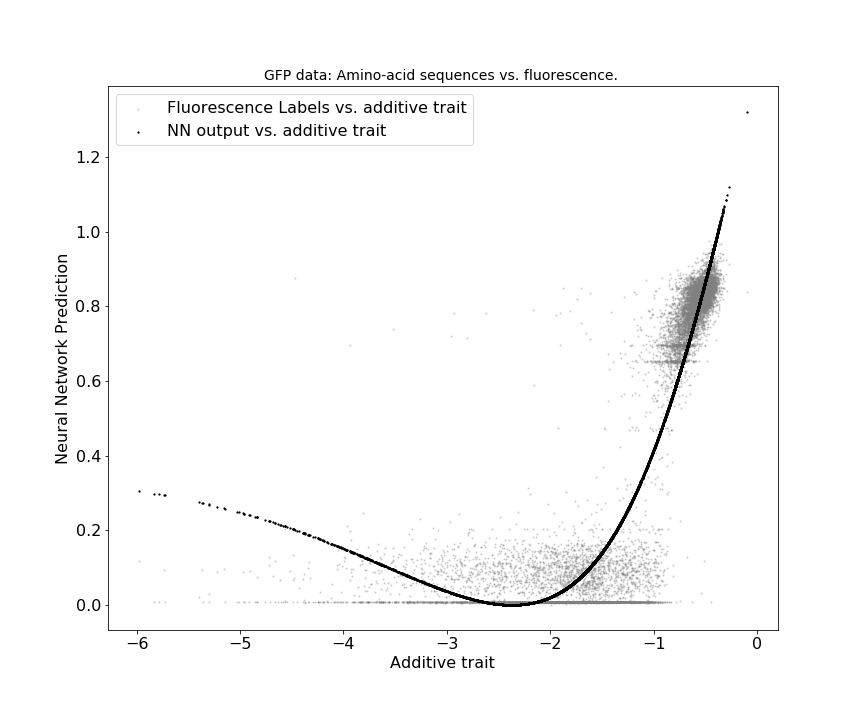 GFP data: Amino-acid sequences vs. fluorescence.
Fluorescence Labels vs. additive trait
NN output vs. additive trait
Neural Network Prediction
1.2
1.0
0.8
0.6
0.4
0.2
0.0
−6 −5 −4 −3 −2 −1 0
Additive trait